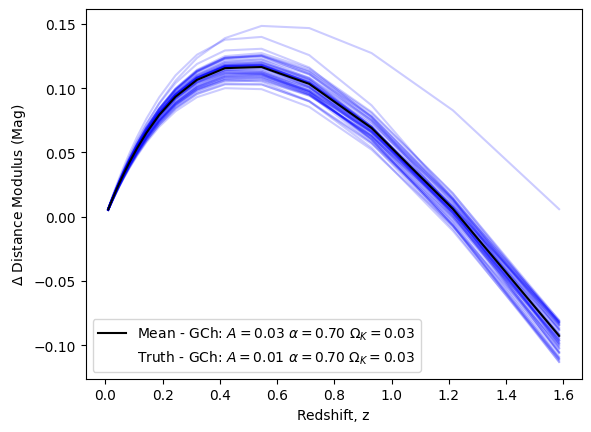 0.15
0.10
0.05
0.00
−0.05
−0.10
Δ Distance Modulus (Mag)
Mean - GCh: A = 0.03 α = 0.70 Ω_K = 0.03
Truth - GCh: A = 0.01 α = 0.70 Ω_K = 0.03
0.0 0.2 0.4 0.6 0.8 1.0 1.2 1.4 1.6
Redshift, z